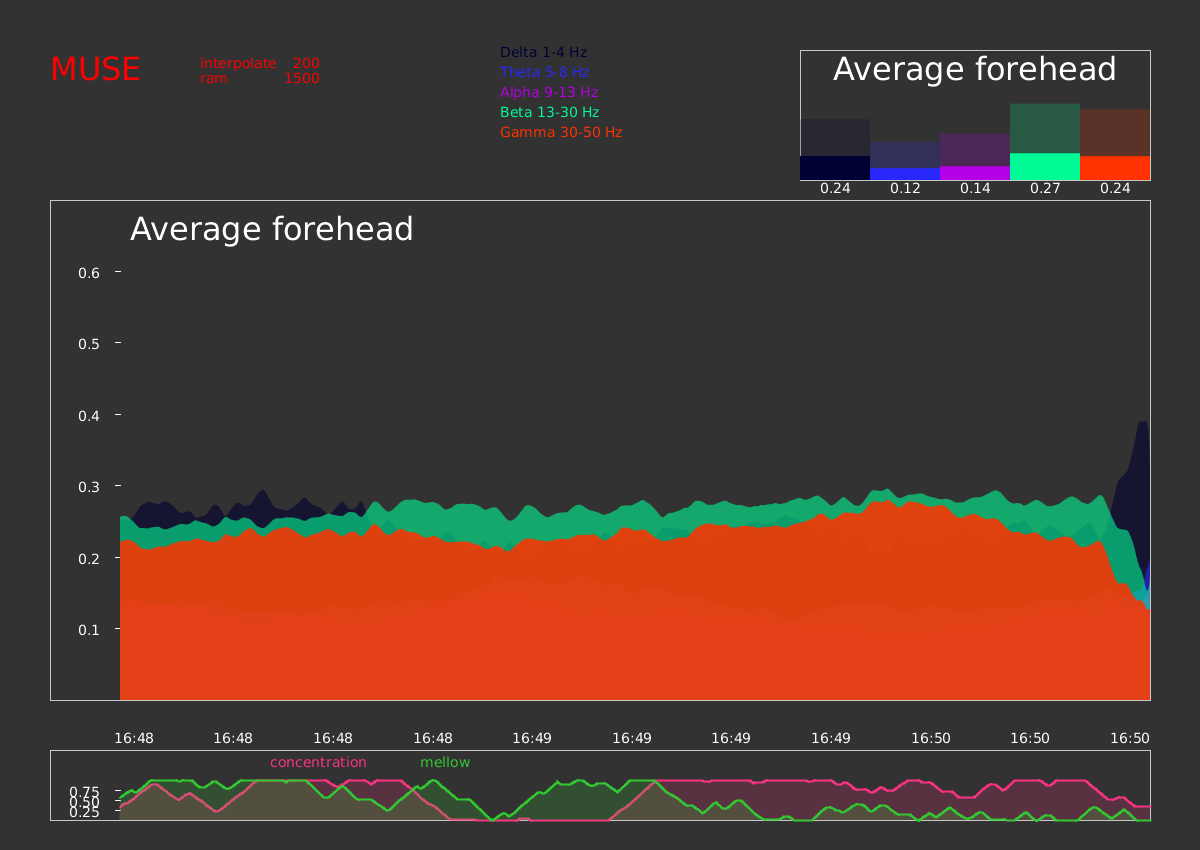 MUSE
interpolate 200
ram 1500
Delta 1-4 Hz
Theta 5-8 Hz
Alpha 9-13 Hz
Beta 13-30 Hz
Gamma 30-50 Hz
Average forehead
0.24 0.12 0.14 0.27 0.24
Average forehead
0.6
0.5
0.4
0.3
0.2
0.1
16:48 16:48 16:48 16:48 16:49 16:49 16:49 16:49 16:50 16:50 16:50
concentration mellow
0.75
0.50
0.25